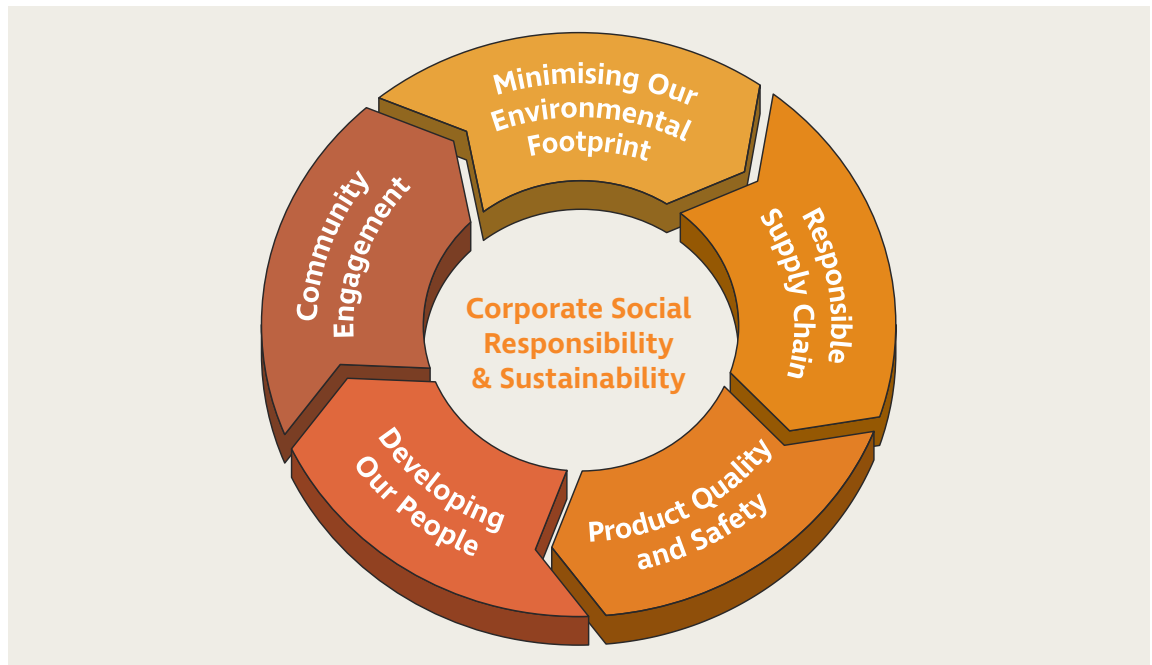 Minimising Our
Environmental
Footprint
Responsible
Supply Chain
Product Quality
and Safety
Developing
Our People
Community
Engagement
Corporate Social
Responsibility
& Sustainability